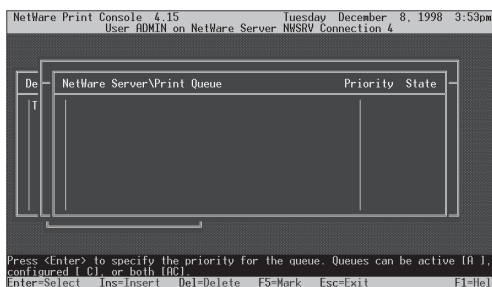 NetWare Print Console 4.15 Tuesday December 8, 1998 3:53pm
User ADMIN on NetWare Server NWSRV Connection 4
De NetWare Server\Print Queue Priority State
T
Press <Enter> to specify the priority for the queue. Queues can be active [A ],
configured [ C], or both [AC].
Enter=Select Ins=Insert Del=Delete F5=Mark Esc=Exit F1=Hel